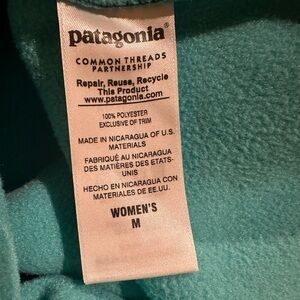 patagonia®
COMMON THREADS
PARTNERSHIP
Repair, Reuse, Recycle
This Product
www.patagonia.com
100% POLYESTER
EXCLUSIVE OF TRIM
MADE IN NICARAGUA OF U.S.
MATERIALS
FABRIQUÉ AU NICARAGUA
DES MATIÈRES DES ETATS-
UNIS
HECHO EN NICARAGUA CON
MATERIALES DE EE.UU.
WOMEN'S
M